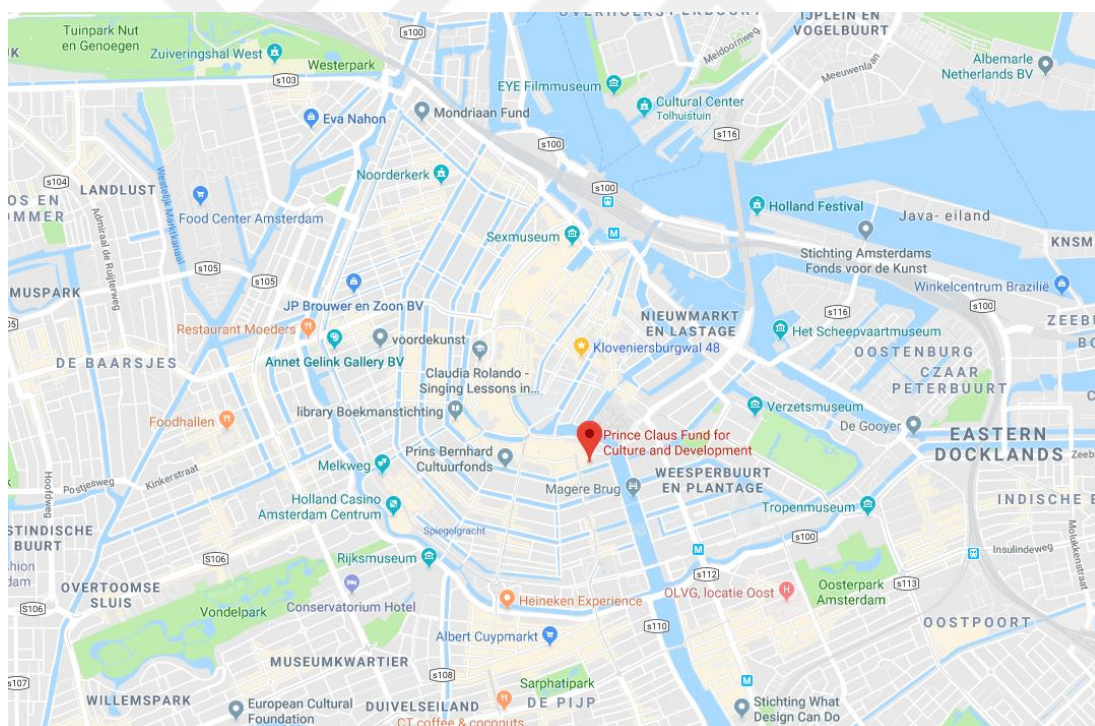 OVERHOEKSTERBUURT
IJPLEIN EN
VOGELBUURT
Tuinpark Nut
en Genoegen
s100
Zuiveringshal West
Westerpark
Meidoornweg
Meeuwenlaan
Albemarle
Netherlands BV
s103
EYE Filmmuseum
Cultural Center
Tolhuistuin
Eva Nahon
Mondriaan Fund
s116
s100
s104
LANDLUST
Noorderkerk
s100
Westelijk Marktkanaal
Admiraal de Ruijterweg
Food Center Amsterdam
Holland Festival
Java- eiland
KNSM
Sexmuseum
Stichting Amsterdams
Fonds voor de Kunst
s105
s105
JP Brouwer en Zoon BV
Winkelcentrum Brazilië
s100
s116
NIEUWMARKT
EN LASTAGE
Restaurant Moeders
Het Scheepvaartmuseum
voordekunst
Kloveniersburgwal 48
OOSTENBURG
DE BAARSJES
Annet Gelink Gallery BV
CZAAR
PETERBUURT
Claudia Rolando -
Singing Lessons in...
library Boekmanstichting
Verzetsmuseum
Foodhallen
De Gooyer
Prince Claus Fund for
Culture and Development
EASTERN
DOCKLANDS
Prins Bernhard
Cultuurfonds
Melkweg
WEESPERBUURT
EN PLANTAGE
Kinkerstraat
Postjesweg
Hoofdweg
Magere Brug
Holland Casino
Amsterdam Centrum
Tropenmuseum
Spiegelgracht
s100
Molukkenstraat
Insulindeweg
Rijksmuseum
S106
s112
s113
OVERTOOMSE
SLUIS
S106
Vondelpark
Conservatorium Hotel
Heineken Experience
OLVG, locatie Oost
Oosterpark
Amsterdam
s110
OOSTPOORT
Albert Cuypmarkt
MUSEUMKWARTIER
s108
s107
Sarphatipark
WILLEMSPARK
European Cultural
Foundation
DUIVELSEILAND
DE PIJP
CT coffee & coconuts
Stichting What
Design Can Do